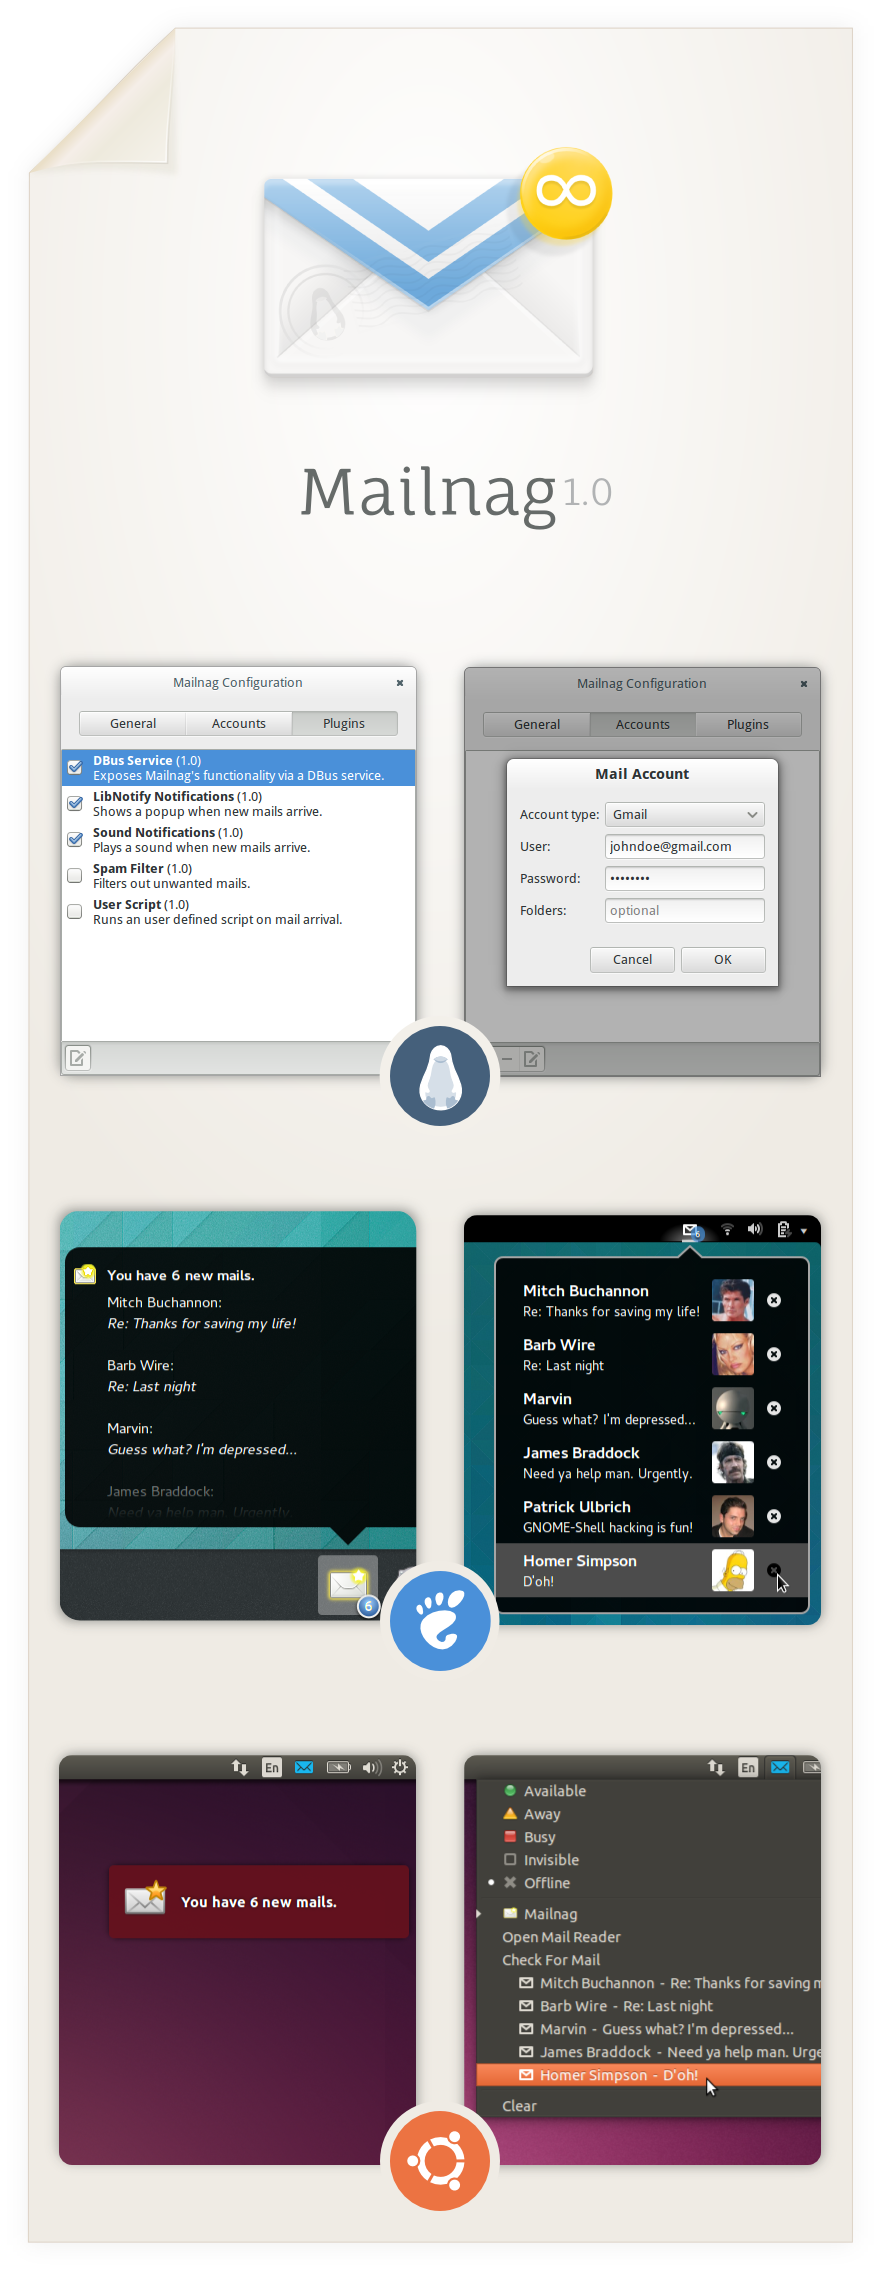 Mailnag 1.0
Mailnag Configuration
General Accounts Plugins
DBus Service (1.0)
Exposes Mailnag's functionality via a DBus service.
LibNotify Notifications (1.0)
Shows a popup when new mails arrive.
Sound Notifications (1.0)
Plays a sound when new mails arrive.
Spam Filter (1.0)
Filters out unwanted mails.
User Script (1.0)
Runs an user defined script on mail arrival.
Mailnag Configuration
General Accounts Plugins
Mail Account
Account type: Gmail
User: johndoe@gmail.com
Password: ••••••••
Folders: optional
Cancel OK
You have 6 new mails.
Mitch Buchannon:
Re: Thanks for saving my life!
Barb Wire:
Re: Last night
Marvin:
Guess what? I'm depressed...
James Braddock:
Need ya help man. Urgently.
6
6
Mitch Buchannon
Re: Thanks for saving my life!
Barb Wire
Re: Last night
Marvin
Guess what? I'm depressed...
James Braddock
Need ya help man. Urgently.
Patrick Ulbrich
GNOME-Shell hacking is fun!
Homer Simpson
D'oh!
En
You have 6 new mails.
En
Available
Away
Busy
Invisible
Offline
Mailnag
Open Mail Reader
Check For Mail
Mitch Buchannon - Re: Thanks for saving m
Barb Wire - Re: Last night
Marvin - Guess what? I'm depressed...
James Braddock - Need ya help man. Urge
Homer Simpson - D'oh!
Clear